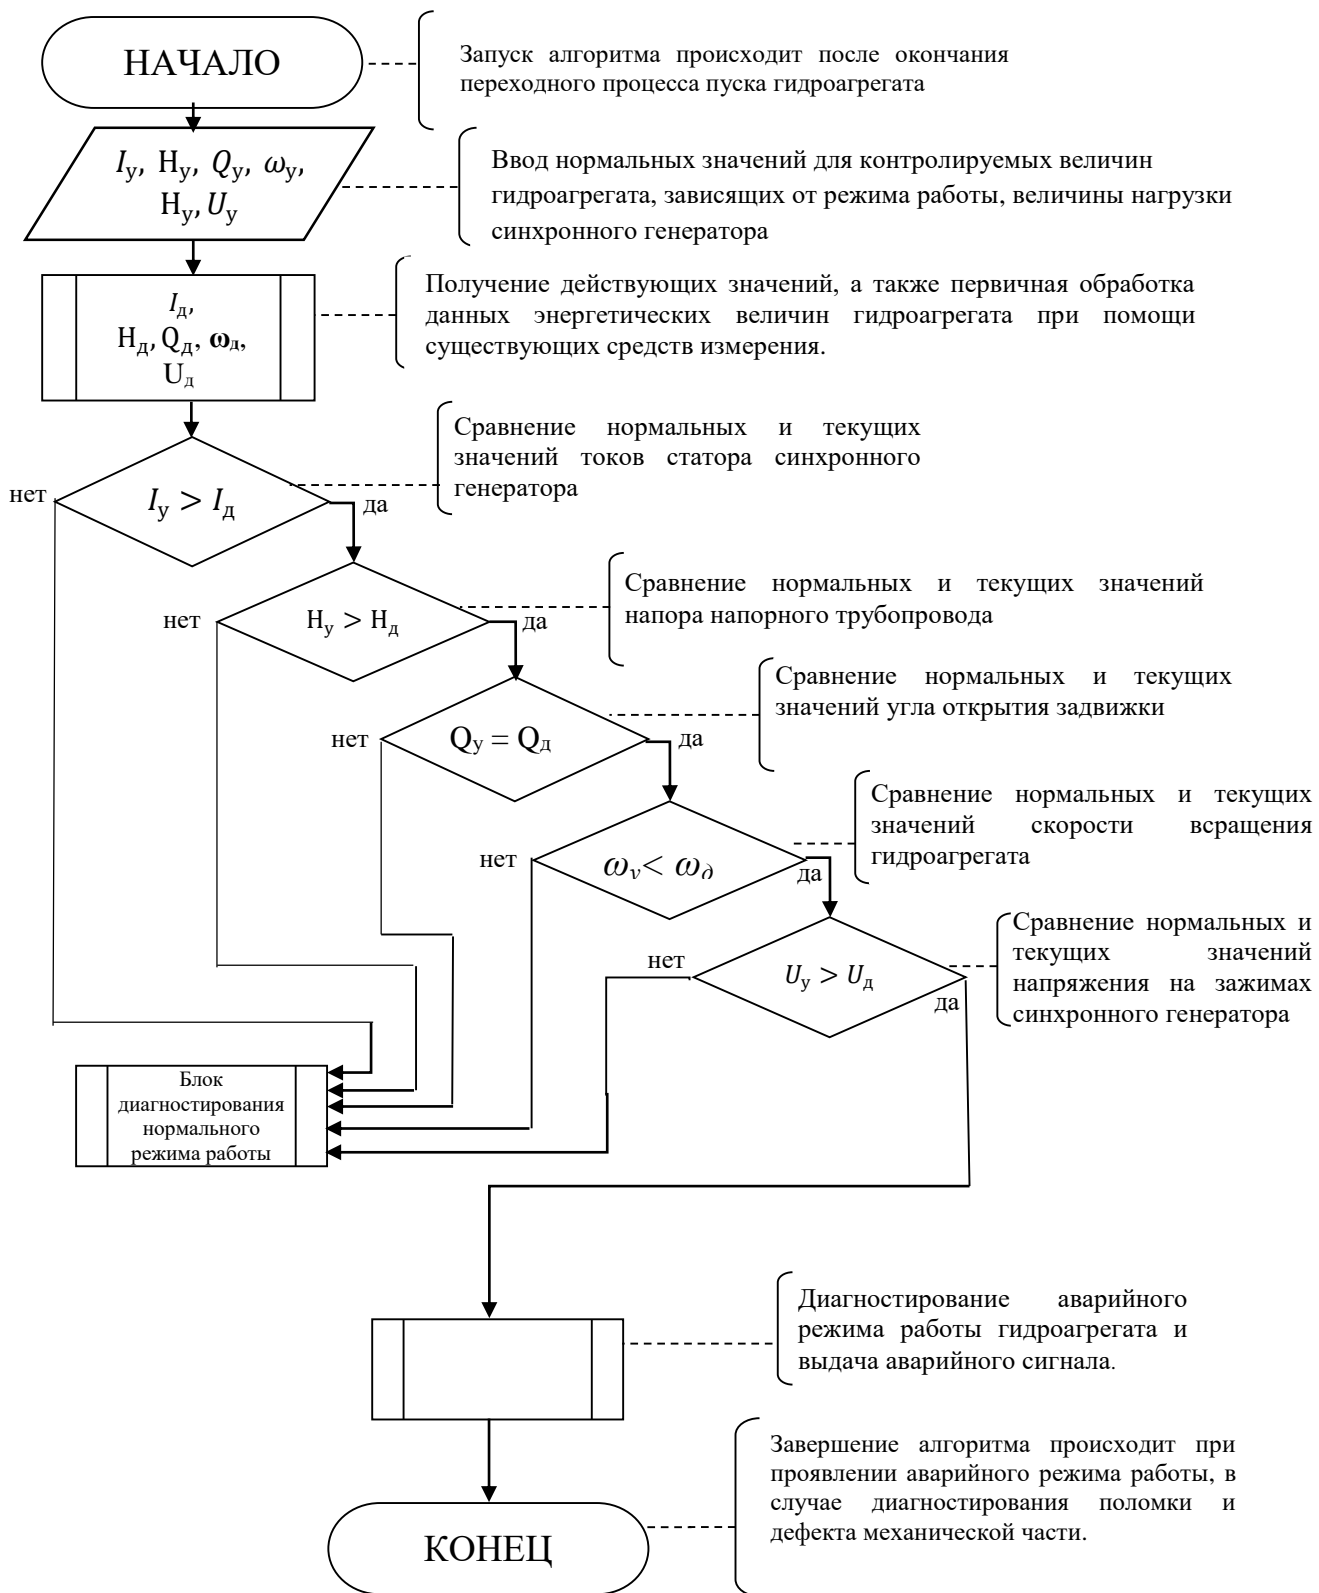 НАЧАЛО
Запуск алгоритма происходит после окончания
переходного процесса пуска гидроагрегата
Iу, Hу, Qу, ωу,
Hу, Uу
Ввод нормальных значений для контролируемых величин
гидроагрегата, зависящих от режима работы, величины нагрузки
синхронного генератора
Iд,
Hд, Qд, ωд,
Uд
Получение действующих значений, а также первичная обработка
данных энергетических величин гидроагрегата при помощи
существующих средств измерения.
Сравнение нормальных и текущих
значений токов статора синхронного
генератора
нет
Iу > Iд
да
Сравнение нормальных и текущих значений
напора напорного трубопровода
нет
Hу > Hд
да
Сравнение нормальных и текущих
значений угла открытия задвижки
нет
Qу = Qд
да
Сравнение нормальных и текущих
значений скорости всращения
гидроагрегата
нет
ωу < ωд
да
Сравнение нормальных и
текущих значений
напряжения на зажимах
синхронного генератора
нет
Uу > Uд
да
Блок
диагностирования
нормального
режима работы
Диагностирование аварийного
режима работы гидроагрегата и
выдача аварийного сигнала.
Завершение алгоритма происходит при
проявлении аварийного режима работы, в
случае диагностирования поломки и
дефекта механической части.
КОНЕЦ